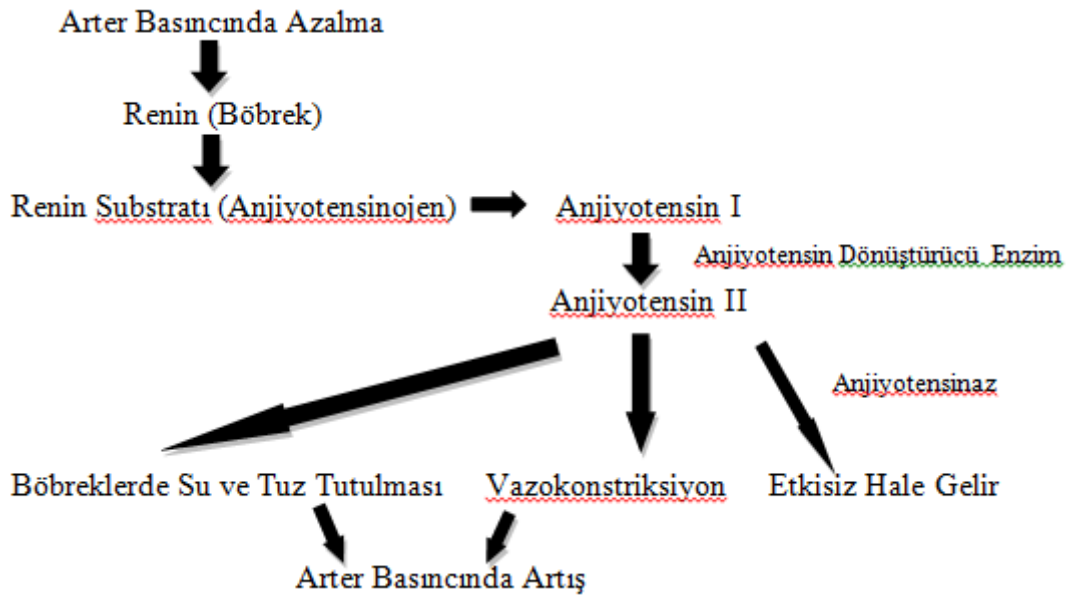 Arter Basıncında Azalma
Renin (Böbrek)
Renin Substratı (Anjiyotensinojen)
Anjiyotensin I
Anjiyotensin Dönüştürücü Enzim
Anjiyotensin II
Anjiyotensinaz
Böbreklerde Su ve Tuz Tutulması
Vazokonstriksiyon
Etkisiz Hale Gelir
Arter Basıncında Artış